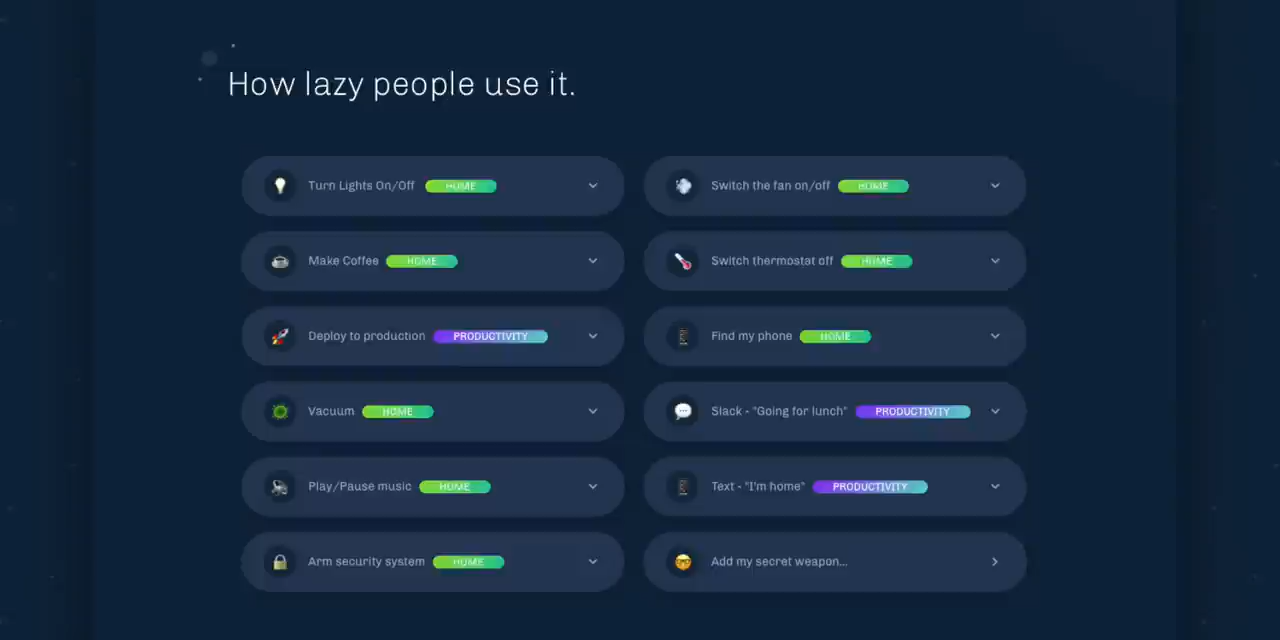 How lazy people use it.
Turn Lights On/Off HOME
Switch the fan on/off HOME
Make Coffee HOME
Switch thermostat off HOME
Deploy to production PRODUCTIVITY
Find my phone HOME
Vacuum HOME
Slack - "Going for lunch" PRODUCTIVITY
Play/Pause music HOME
Text - "I'm home" PRODUCTIVITY
Arm security system HOME
Add my secret weapon...